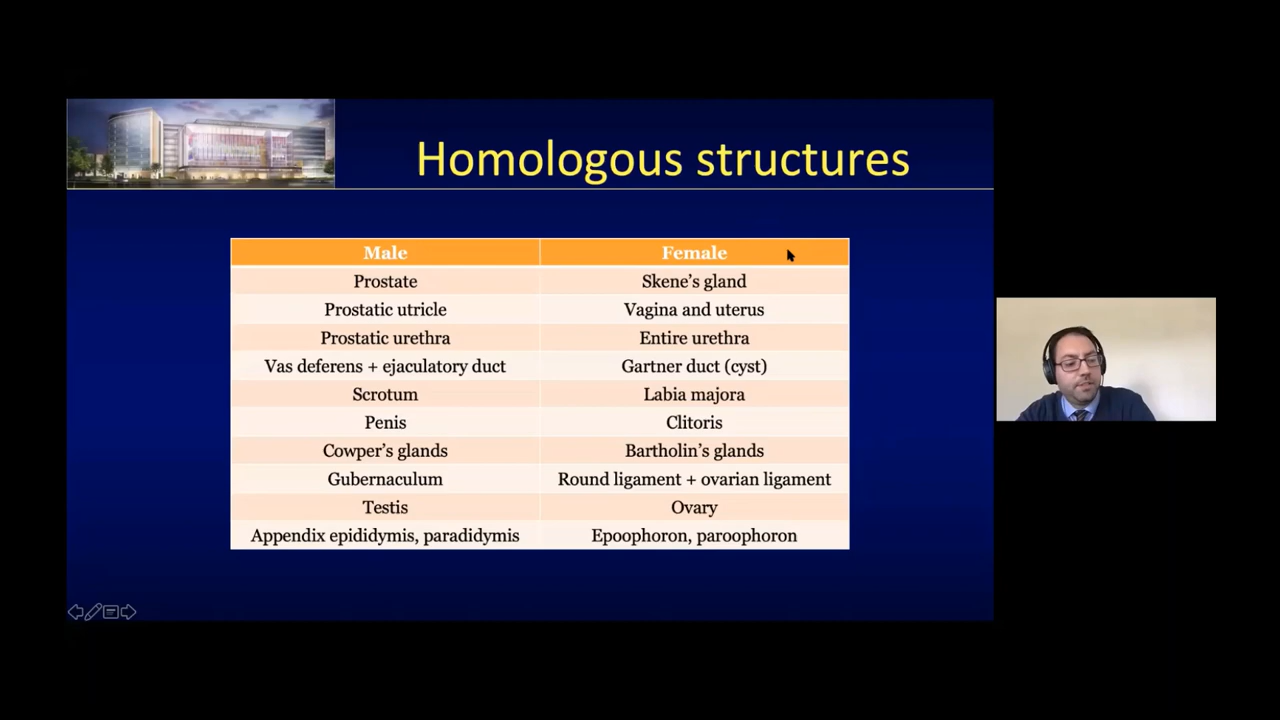 Homologous structures
Male Female
Prostate Skene’s gland
Prostatic utricle Vagina and uterus
Prostatic urethra Entire urethra
Vas deferens + ejaculatory duct Gartner duct (cyst)
Scrotum Labia majora
Penis Clitoris
Cowper’s glands Bartholin’s glands
Gubernaculum Round ligament + ovarian ligament
Testis Ovary
Appendix epididymis, paradidymis Epoophoron, paroophoron